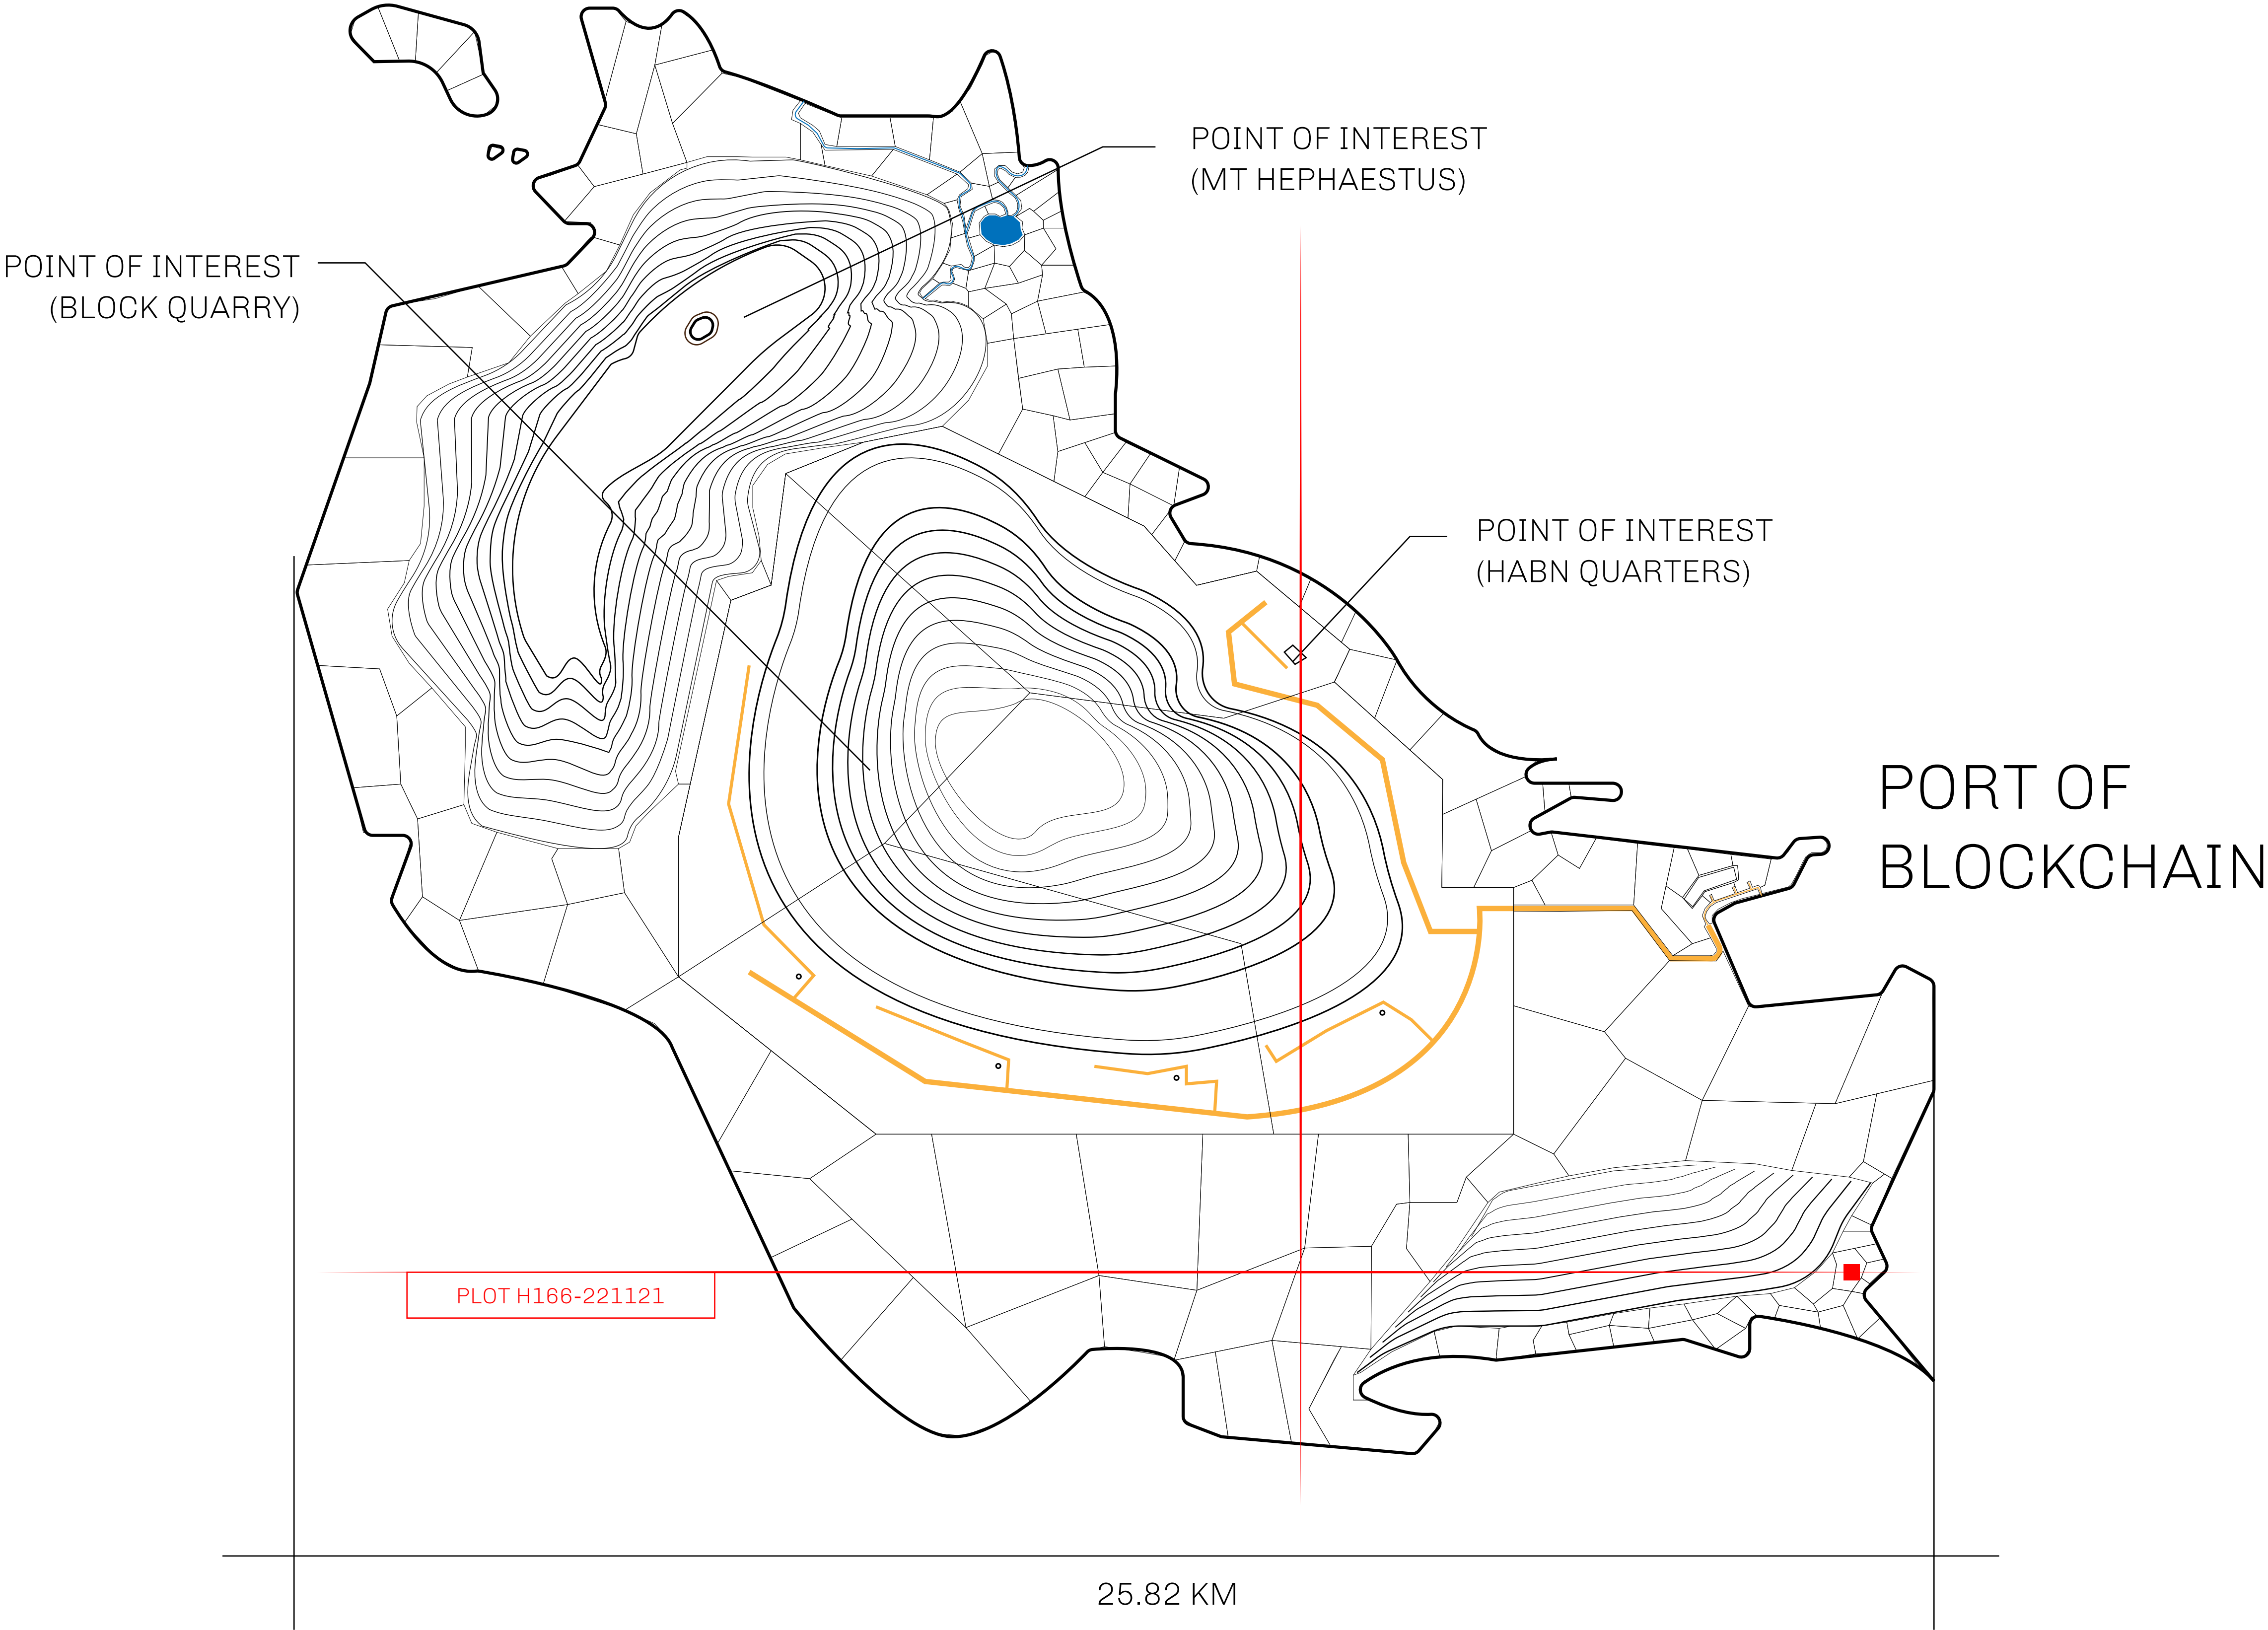 POINT OF INTEREST
(MT HEPHAESTUS)
POINT OF INTEREST
(BLOCK QUARRY)
POINT OF INTEREST
(HABN QUARTERS)
PORT OF
BLOCKCHAIN
PLOT H166-221121
25.82 KM